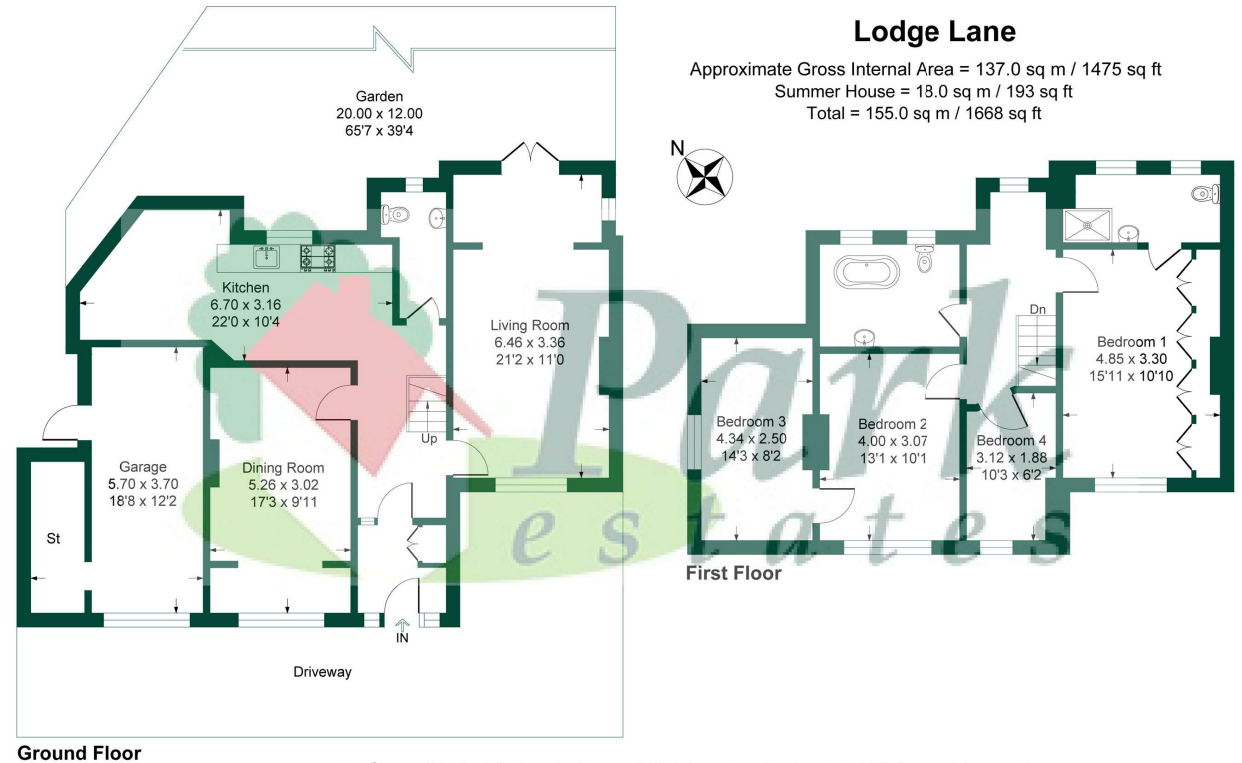 Lodge Lane
Approximate Gross Internal Area = 137.0 sq m / 1475 sq ft
Summer House = 18.0 sq m / 193 sq ft
Total = 155.0 sq m / 1668 sq ft
N
Garden
20.00 x 12.00
65'7 x 39'4
Kitchen
6.70 x 3.16
22'0 x 10'4
Living Room
6.46 x 3.36
21'2 x 11'0
Up
Garage
5.70 x 3.70
18'8 x 12'2
Dining Room
5.26 x 3.02
17'3 x 9'11
St
IN
Driveway
Ground Floor
Dn
Bedroom 1
4.85 x 3.30
15'11 x 10'10
Bedroom 3
4.34 x 2.50
14'3 x 8'2
Bedroom 2
4.00 x 3.07
13'1 x 10'1
Bedroom 4
3.12 x 1.88
10'3 x 6'2
First Floor
Park
estates